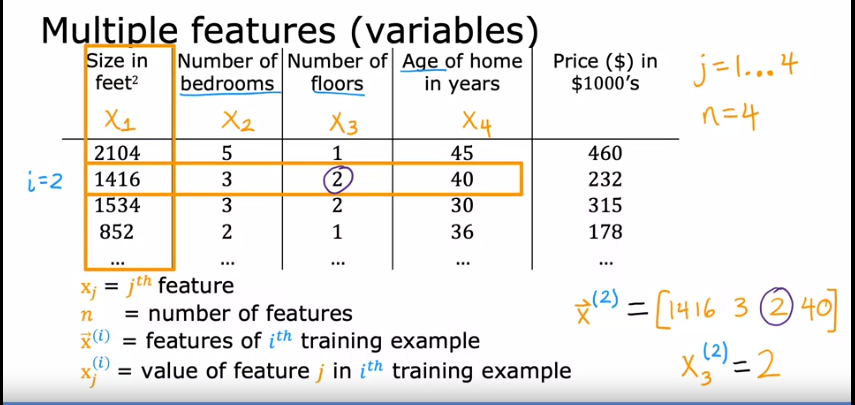 Multiple features (variables)
Size in feet² Number of bedrooms Number of floors Age of home in years Price ($) in $1000's
j=1...4
X₁ X₂ X₃ X₄
n=4
2104 5 1 45 460
i=2 1416 3 2 40 232
1534 3 2 30 315
852 2 1 36 178
... ... ... ... ...
xⱼ = jᵗʰ feature
n = number of features
x⃗⁽ⁱ⁾ = features of iᵗʰ training example
xⱼ⁽ⁱ⁾ = value of feature j in iᵗʰ training example
x⃗⁽²⁾ = [1416 3 2 40]
X₃⁽²⁾ = 2